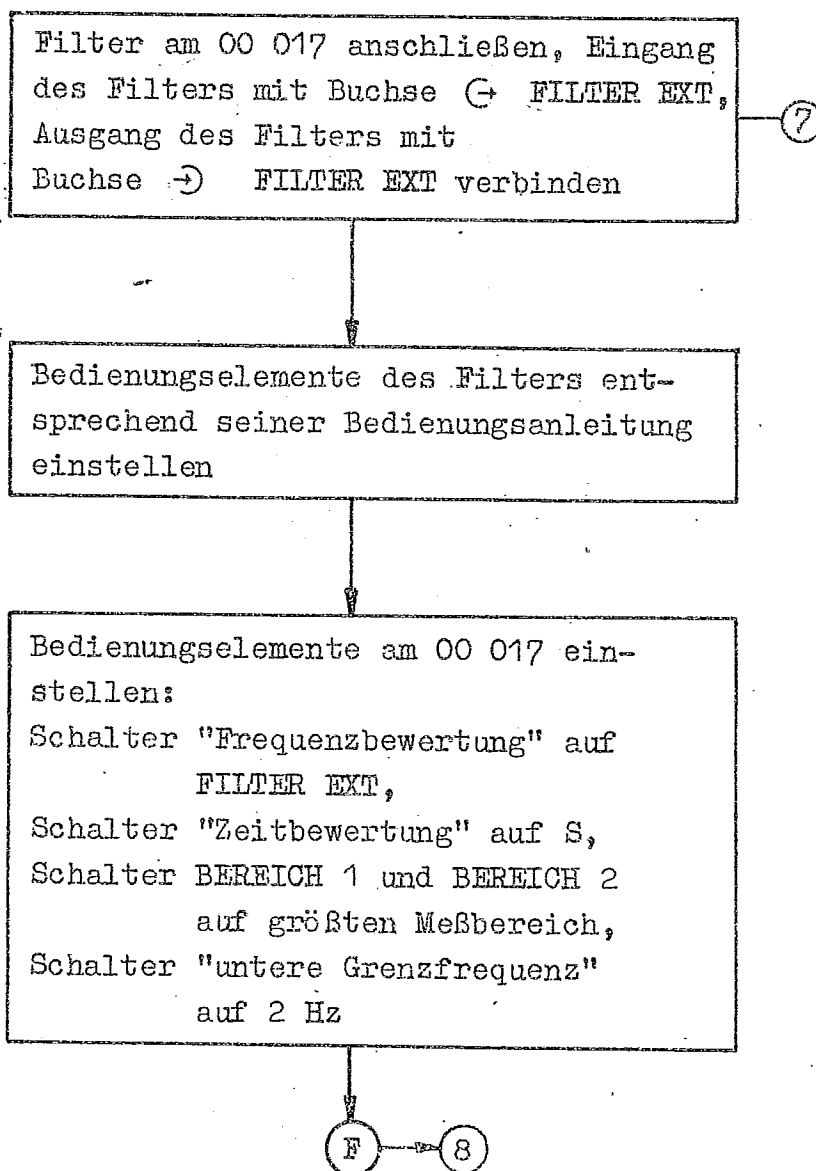 Filter am 00 017 anschließen, Eingang
des Filters mit Buchse FILTER EXT,
Ausgang des Filters mit
Buchse FILTER EXT verbinden
7
Bedienungselemente des Filters ent-
sprechend seiner Bedienungsanleitung
einstellen
Bedienungselemente am 00 017 ein-
stellen:
Schalter "Frequenzbewertung" auf
FILTER EXT,
Schalter "Zeitbewertung" auf S,
Schalter BEREICH 1 und BEREICH 2
auf größten Meßbereich,
Schalter "untere Grenzfrequenz"
auf 2 Hz
F 8